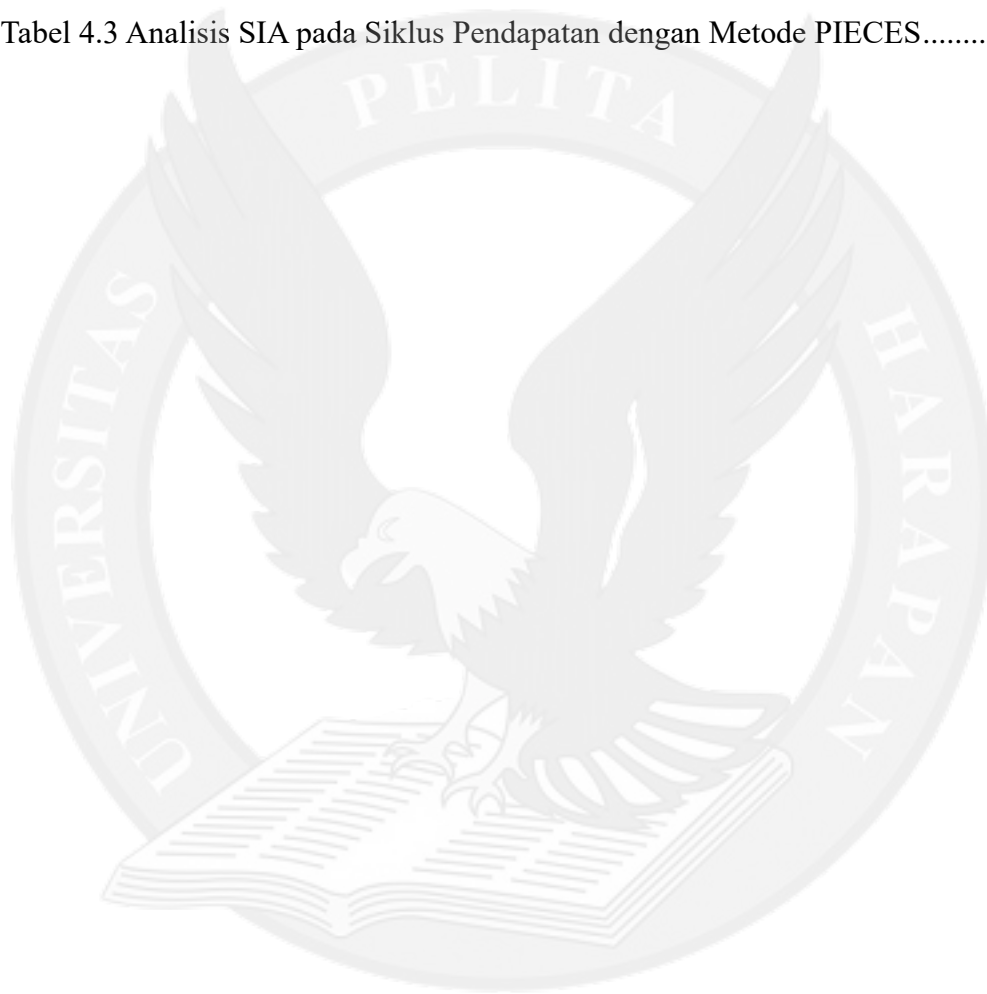 Tabel 4.3 Analisis SIA pada Siklus Pendapatan dengan Metode PIECES........
PELITA
UNIVERSITAS
HARAPAN